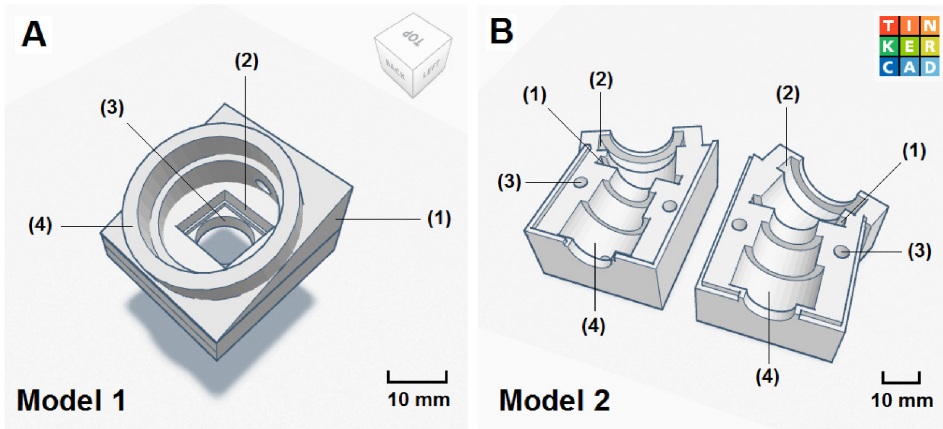 A
(2)
(3)
(4)
(1)
TOP
BACK
LEFT
Model 1
10 mm
B
TIN
KER
CAD
(1)
(2)
(2)
(1)
(3)
(3)
(4)
(4)
Model 2
10 mm